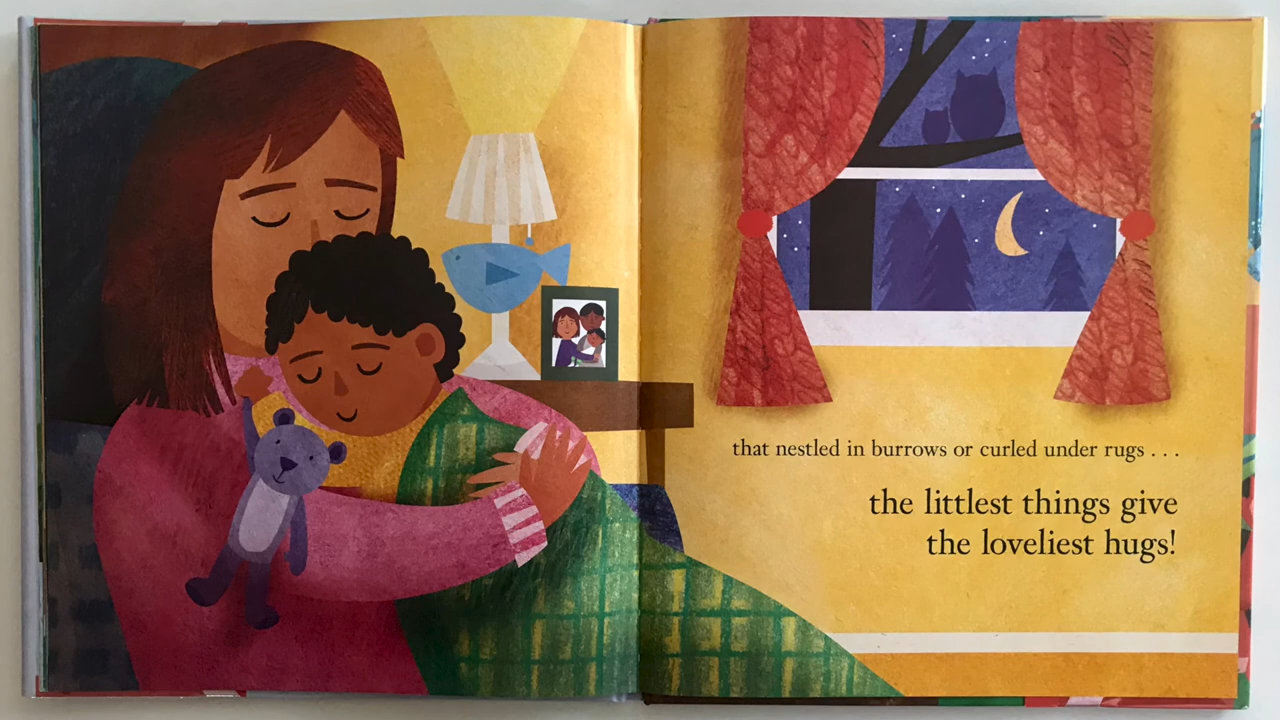 that nestled in burrows or curled under rugs . . .
the littlest things give
the loveliest hugs!